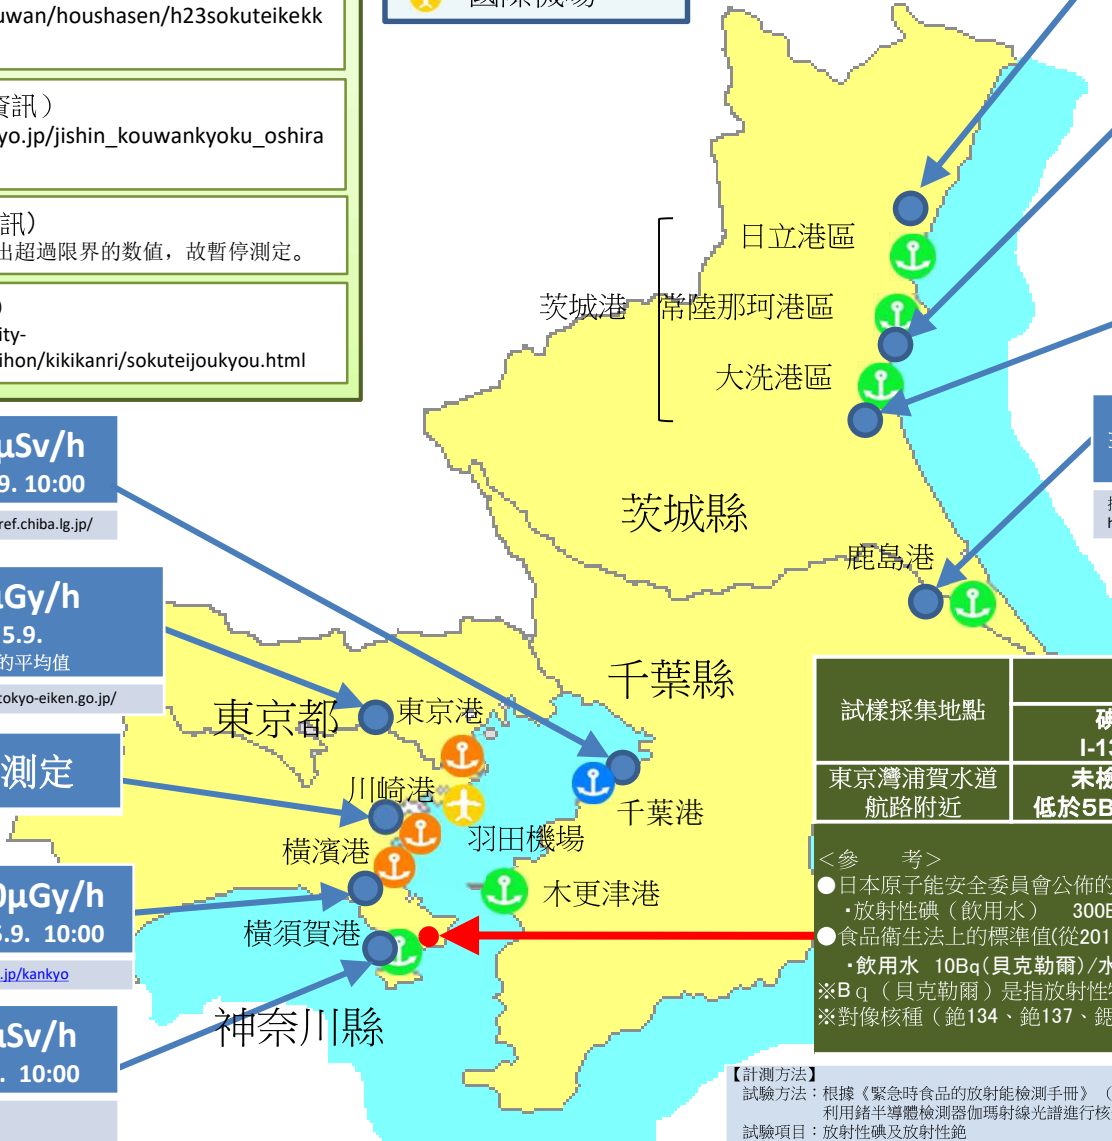 uwan/houshasen/h23sokuteikekk
國際機場
資訊）
yo.jp/jishin_kouwankyoku_oshira
訊）
出超過限界的数値，故暫停測定。
）
ity-
ihon/kikikanri/sokuteijoukyou.html
日立港區
茨城港
常陸那珂港區
大洗港區
μSv/h
9. 10:00
ref.chiba.lg.jp/
茨城縣
鹿島港
μGy/h
5.9.
的平均值
tokyo-eiken.go.jp/
千葉縣
東京都
東京港
測定
川崎港
千葉港
羽田機場
橫濱港
木更津港
0μGy/h
5.9. 10:00
.jp/kankyo
橫須賀港
神奈川縣
μSv/h
. 10:00
試樣採集地點
碘
I-13
東京灣浦賀水道
航路附近
未檢
低於5B
＜參　考＞
●日本原子能安全委員會公佈的
・放射性碘（飲用水）　300B
●食品衛生法上的標準值(從201
・飲用水 10Bq(貝克勒爾)/水
※Bｑ（貝克勒爾）是指放射性物
※對像核種（銫134、銫137、鍶
【計測方法】
試驗方法：根據《緊急時食品的放射能檢測手冊》（
利用鍺半導體檢測器伽瑪射線光譜進行核
試驗項目：放射性碘及放射性銫